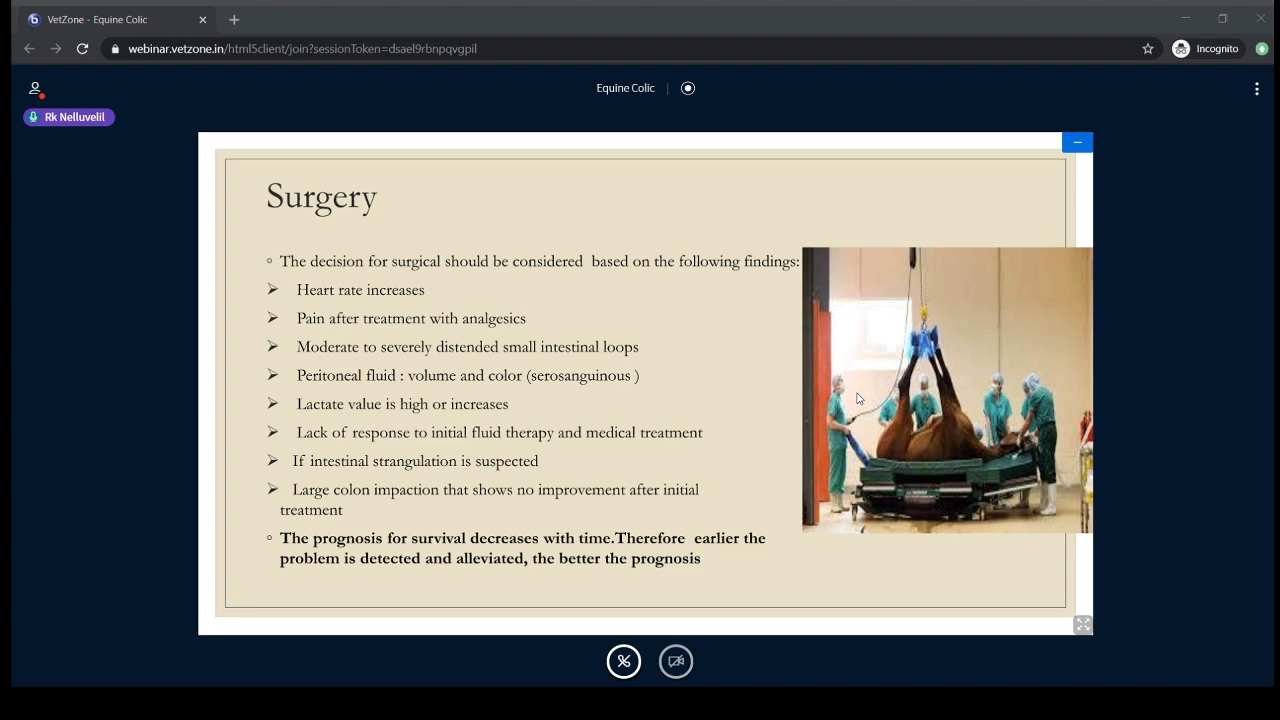 VetZone - Equine Colic
webinar.vetzone.in/html5client/join?sessionToken=dsael9rbnpqvgpil
Incognito
Equine Colic
Rk Nelluvelil
Surgery
The decision for surgical should be considered based on the following findings:
Heart rate increases
Pain after treatment with analgesics
Moderate to severely distended small intestinal loops
Peritoneal fluid : volume and color (serosanguinous )
Lactate value is high or increases
Lack of response to initial fluid therapy and medical treatment
If intestinal strangulation is suspected
Large colon impaction that shows no improvement after initial
treatment
The prognosis for survival decreases with time.Therefore earlier the
problem is detected and alleviated, the better the prognosis